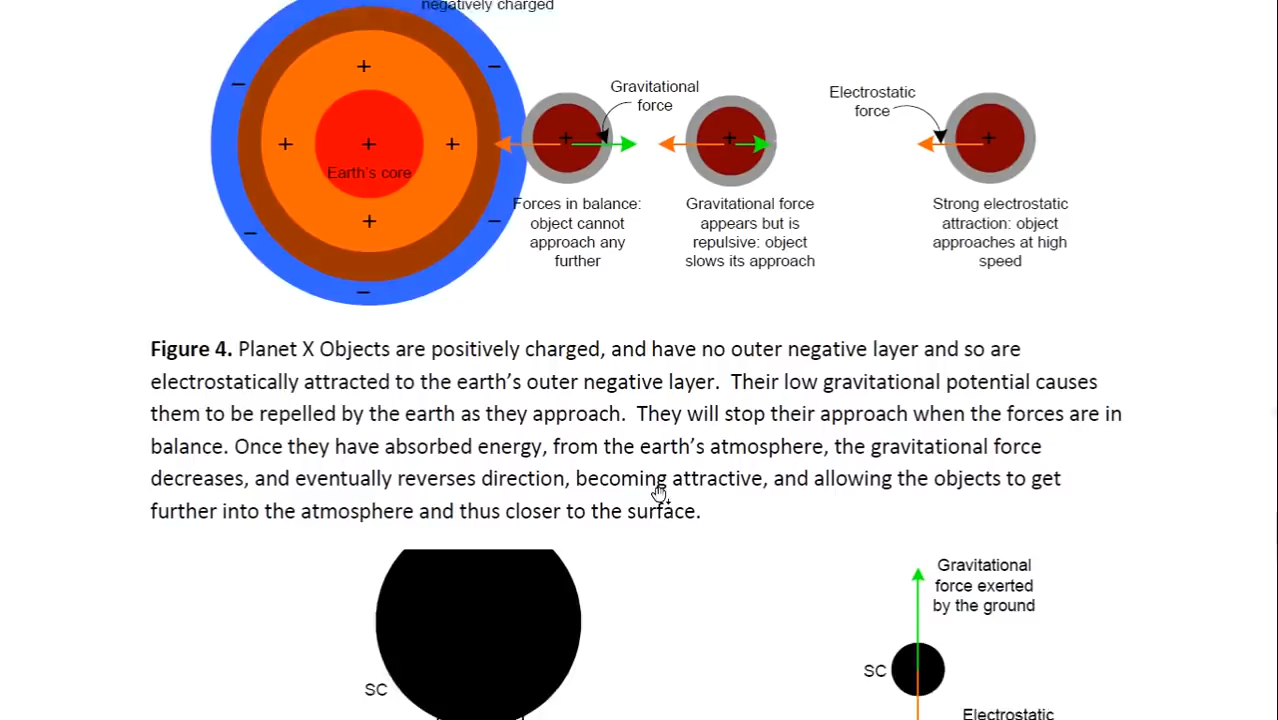 negatively charged
Gravitational
force
Electrostatic
force
+
−
−
+
+
+
+
+
+
Earth's core
+
−
−
−
Forces in balance:
object cannot
approach any
further
Gravitational force
appears but is
repulsive: object
slows its approach
Strong electrostatic
attraction: object
approaches at high
speed
Figure 4. Planet X Objects are positively charged, and have no outer negative layer and so are
electrostatically attracted to the earth's outer negative layer. Their low gravitational potential causes
them to be repelled by the earth as they approach. They will stop their approach when the forces are in
balance. Once they have absorbed energy, from the earth's atmosphere, the gravitational force
decreases, and eventually reverses direction, becoming attractive, and allowing the objects to get
further into the atmosphere and thus closer to the surface.
Gravitational
force exerted
by the ground
SC
SC
Electrostatic